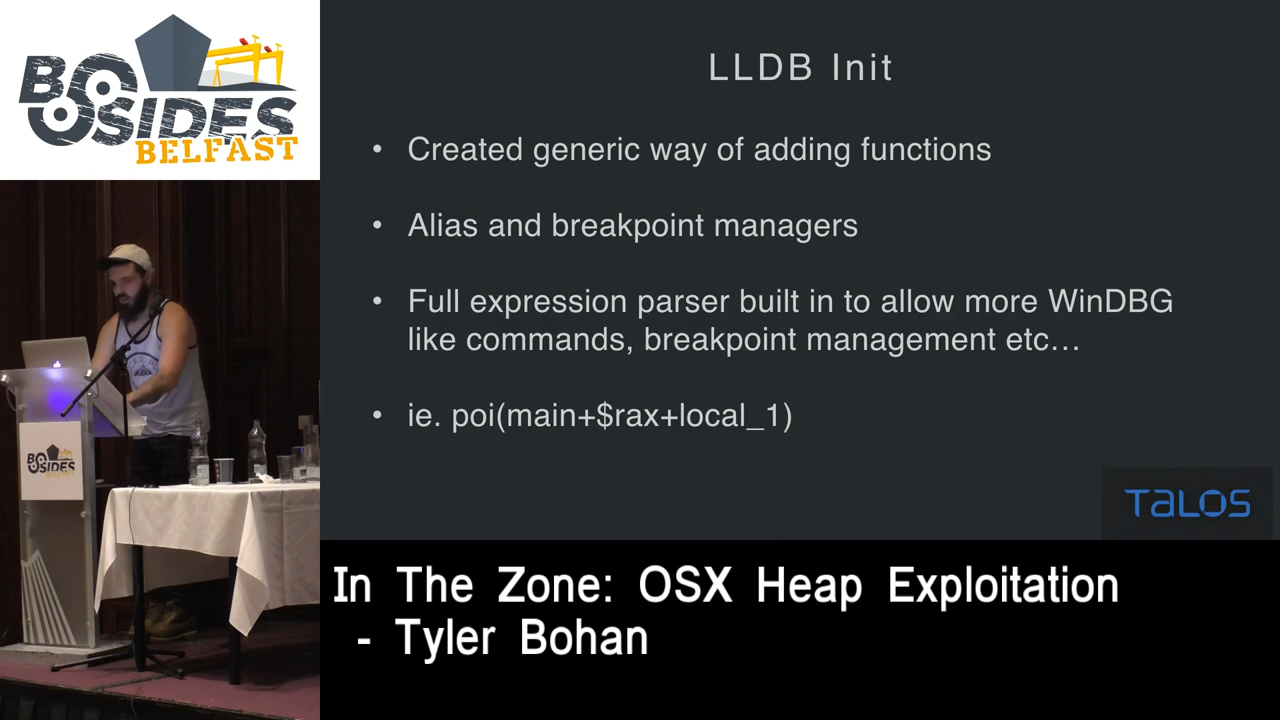 BSIDES
BELFAST
LLDB Init
• Created generic way of adding functions
• Alias and breakpoint managers
• Full expression parser built in to allow more WinDBG
like commands, breakpoint management etc…
• ie. poi(main+$rax+local_1)
TALOS
BSIDES
BELFAST
In The Zone: OSX Heap Exploitation
- Tyler Bohan